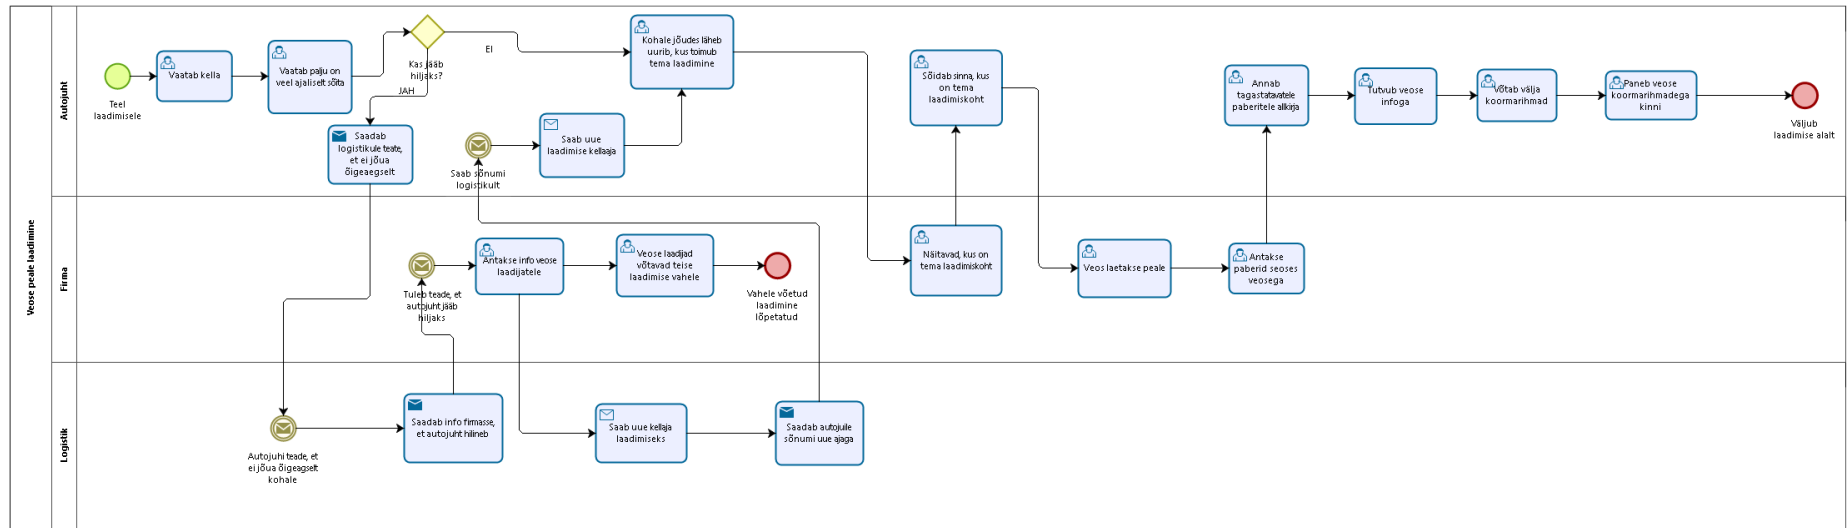 Veose peale laadimine
Autojuht
Teel
laadimisele
Vaatab kella
Vaatab palju on
veel ajaliselt sõita
Kas jääb
hiljaks?
EI
JAH
Saadab
logistikule teate,
et ei jõua
õigeaegselt
Saab sõnumi
logistikult
Saab uue
laadimise kellaaja
Kohale jõudes läheb
uurib, kus toimub
tema laadimine
Sõidab sinna, kus
on tema
laadimiskoht
Annab
tagastatavatele
paberitele allkirja
Tutvub veose
infoga
Võtab välja
koormarihmad
Paneb veose
koormarihmadega
kinni
Väljub
laadimise alalt
Firma
Tuleb teade, et
autojuht jääb
hiljaks
Antakse info veose
laadijatele
Veose laadijad
võtavad teise
laadimise vahele
Vahele võetud
laadimine
lõpetatud
Näitavad, kus on
tema laadimiskoht
Veos laetakse peale
Antakse
paberid seoses
veosega
Logistik
Autojuhi teade, et
ei jõua õigeagselt
kohale
Saadab info firmasse,
et autojuht hilineb
Saab uue kellaja
laadimiseks
Saadab autojuile
sõnumi uue ajaga